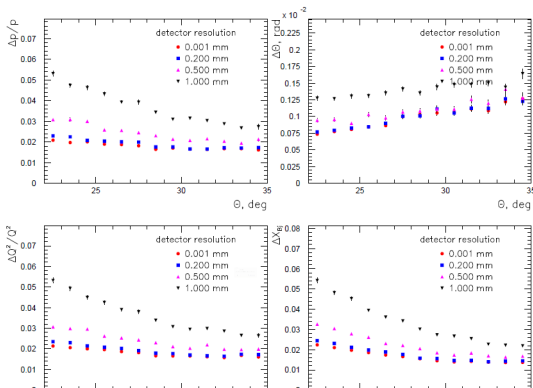 Δp/p
detector resolution
0.001 mm
0.200 mm
0.500 mm
1.000 mm
0.07
0.06
0.05
0.04
0.03
0.02
0.01
0
25
30
35
Θ, deg
x 10⁻²
ΔΘ, rad
detector resolution
0.001 mm
0.200 mm
0.500 mm
1.000 mm
0.2
0.175
0.15
0.125
0.1
0.075
0.05
0.025
0
25
30
35
Θ, deg
ΔQ²/Q²
detector resolution
0.001 mm
0.200 mm
0.500 mm
1.000 mm
0.07
0.06
0.05
0.04
0.03
0.02
0.01
ΔX_Bj
detector resolution
0.001 mm
0.200 mm
0.500 mm
1.000 mm
0.08
0.07
0.06
0.05
0.04
0.03
0.02
0.01